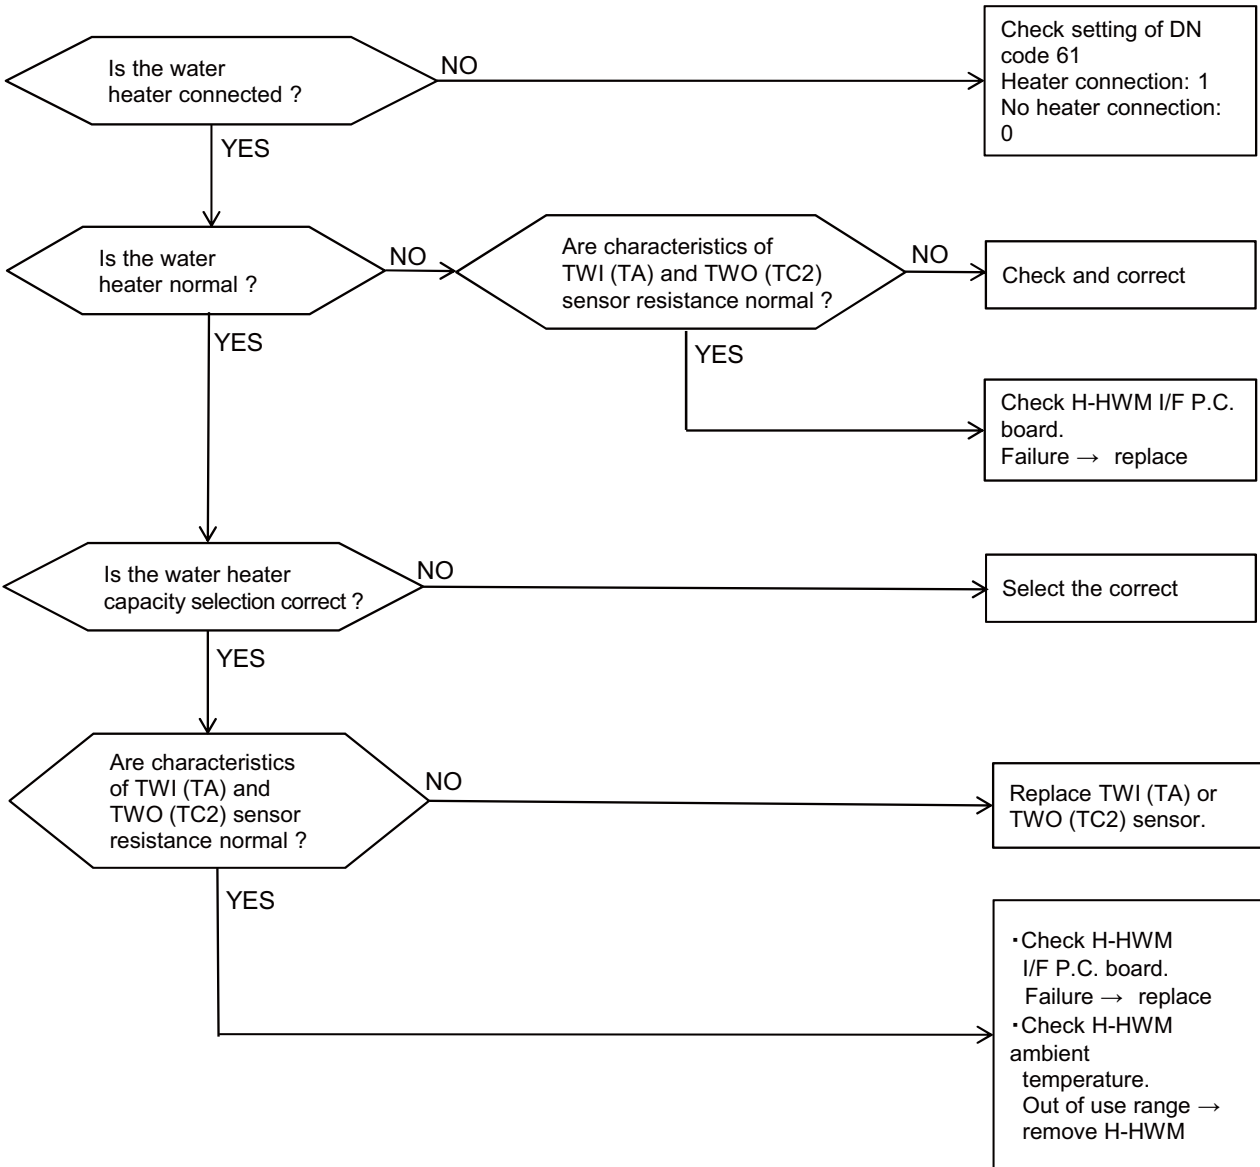 Is the water
heater connected ?
NO
Check setting of DN
code 61
Heater connection: 1
No heater connection:
0
YES
Is the water
heater normal ?
NO
Are characteristics of
TWI (TA) and TWO (TC2)
sensor resistance normal ?
NO
Check and correct
YES
YES
Check H-HWM I/F P.C.
board.
Failure → replace
Is the water heater
capacity selection correct ?
NO
Select the correct
YES
Are characteristics
of TWI (TA) and
TWO (TC2) sensor
resistance normal ?
NO
Replace TWI (TA) or
TWO (TC2) sensor.
YES
・Check H-HWM
I/F P.C. board.
Failure → replace
・Check H-HWM
ambient
temperature.
Out of use range →
remove H-HWM